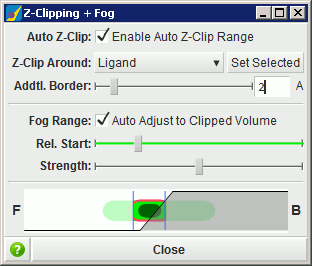 Z-Clipping + Fog
Auto Z-Clip: Enable Auto Z-Clip Range
Z-Clip Around: Ligand Set Selected
Addtl. Border: 2 A
Fog Range: Auto Adjust to Clipped Volume
Rel. Start:
Strength:
F B
? Close